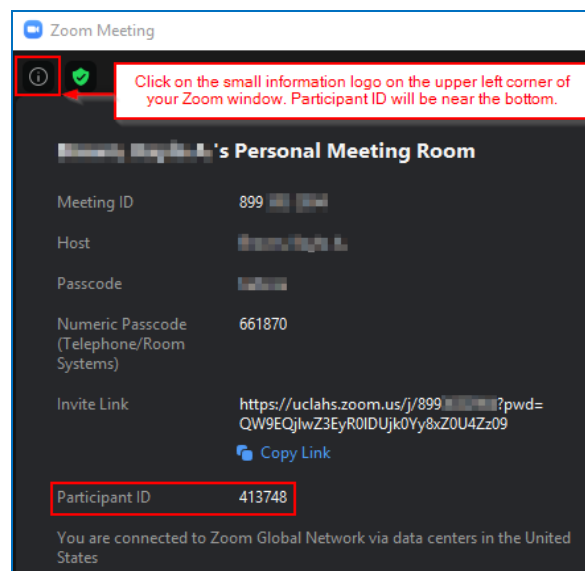 Zoom Meeting
Click on the small information logo on the upper left corner of
your Zoom window. Participant ID will be near the bottom.
's Personal Meeting Room
Meeting ID 899
Host
Passcode
Numeric Passcode 661870
(Telephone/Room
Systems)
Invite Link https://uclahs.zoom.us/j/899 ?pwd=
QW9EQjlwZ3EyR0lDUjk0Yy8xZ0U4Zz09
Copy Link
Participant ID 413748
You are connected to Zoom Global Network via data centers in the United
States